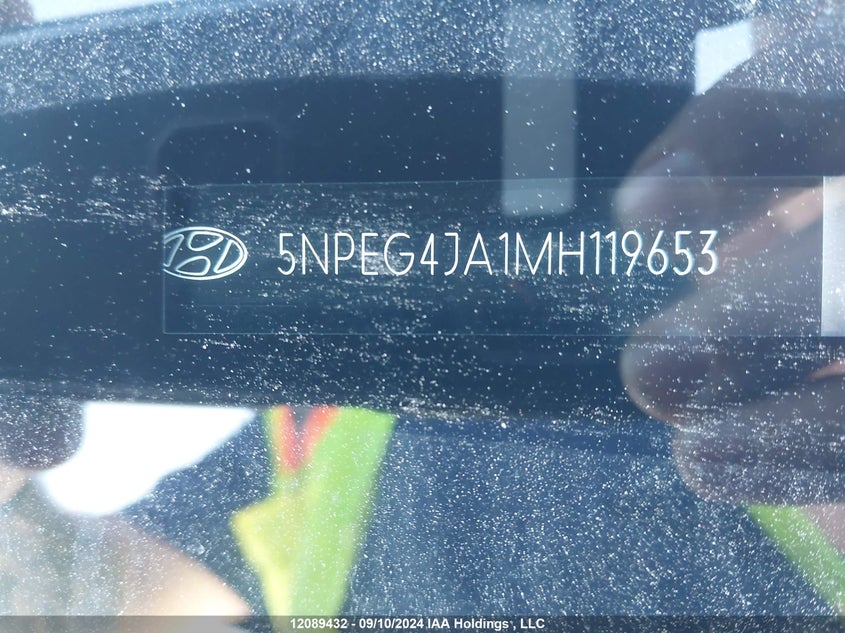 5NPEG4JA1MH119653
12089432 - 09/10/2024 IAA Holdings , LLC